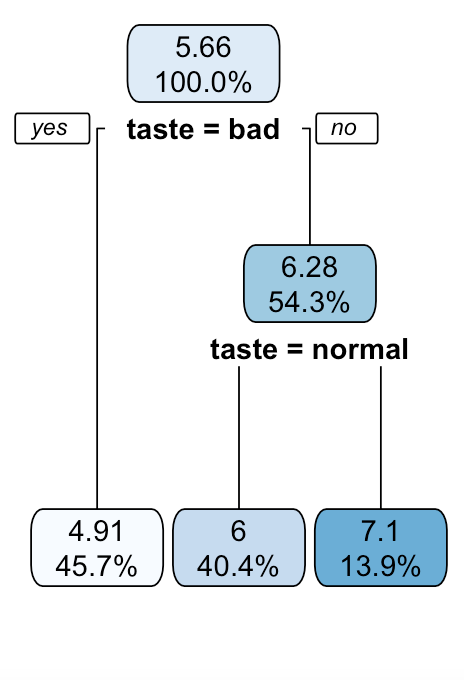 5.66
100.0%
yes
taste = bad
no
6.28
54.3%
taste = normal
4.91
45.7%
6
40.4%
7.1
13.9%